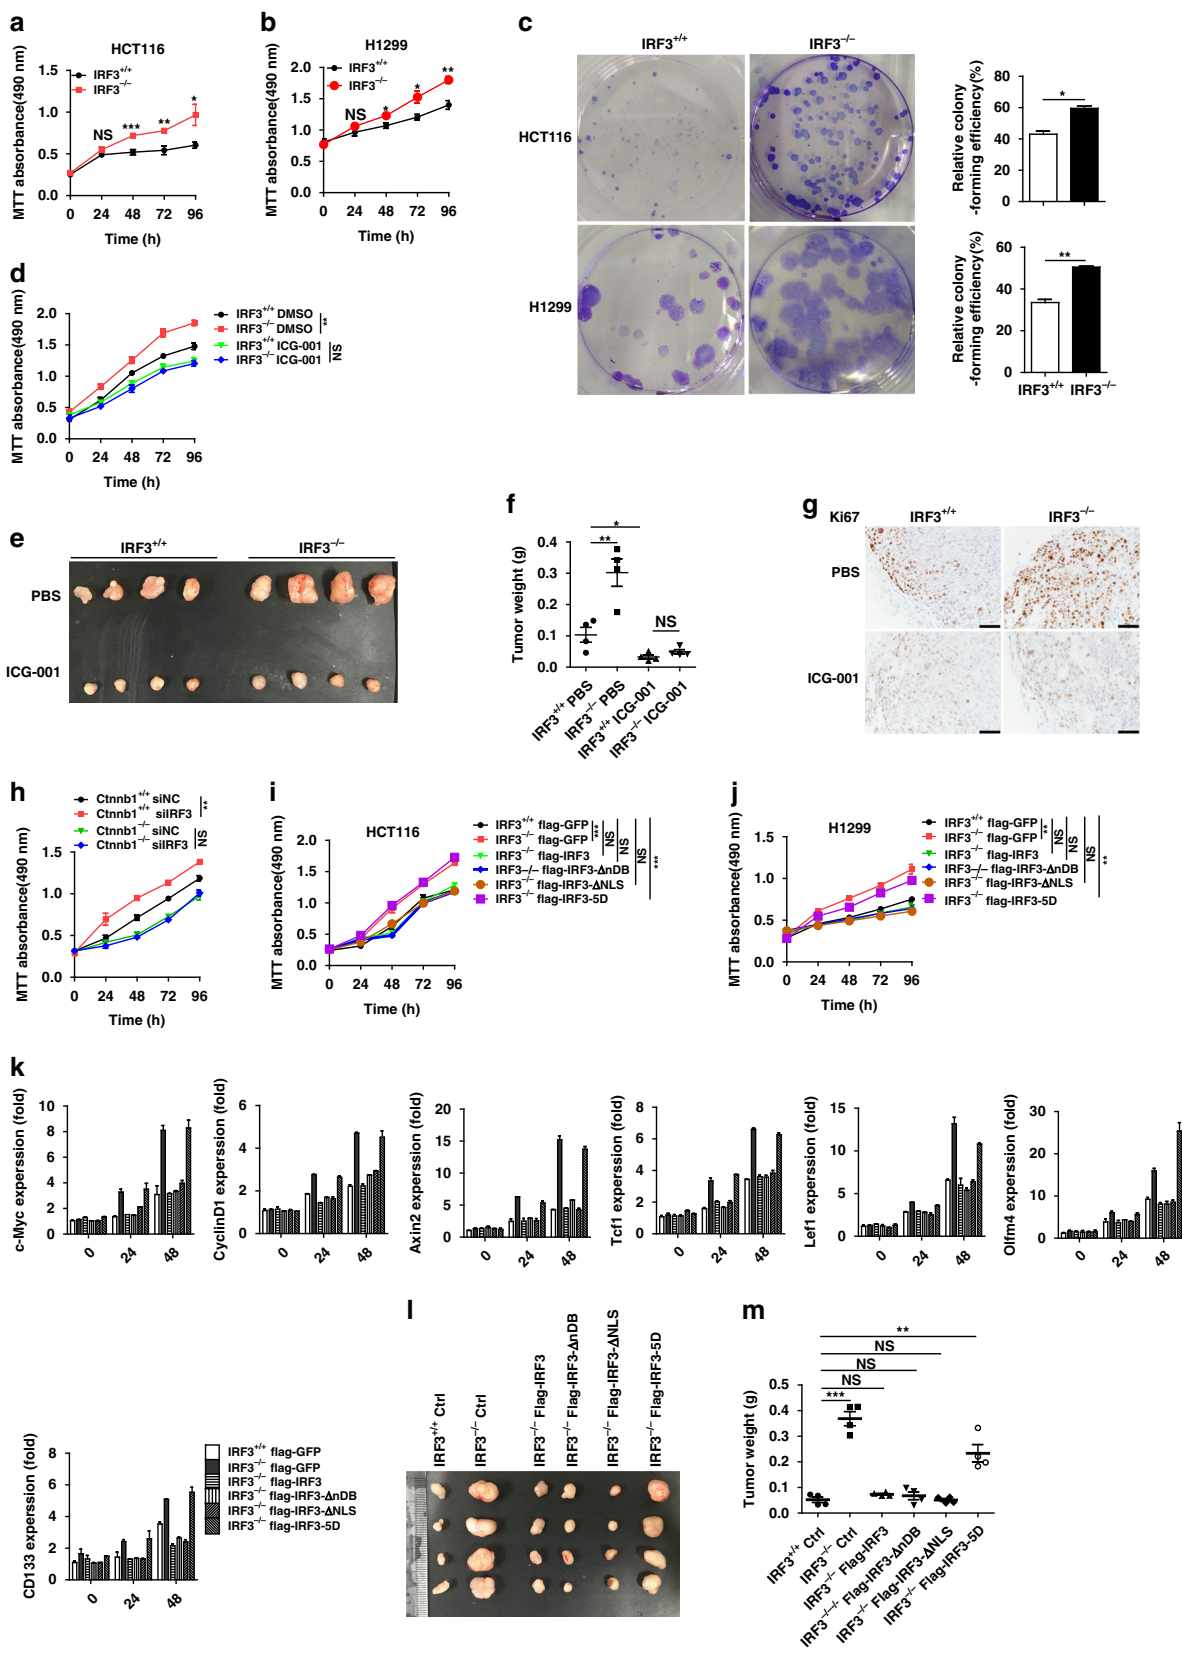 a
HCT116
MTT absorbance(490 nm)
1.5
1.0
0.5
0.0
IRF3+/+
IRF3−/−
NS
***
**
*
0 24 48 72 96
Time (h)
b
H1299
MTT absorbance(490 nm)
2.0
1.5
1.0
0.5
0.0
IRF3+/+
IRF3−/−
NS
*
*
**
0 24 48 72 96
Time (h)
c
IRF3+/+ IRF3−/−
HCT116
H1299
Relative colony
-forming efficiency(%)
80
60
40
20
0
*
Relative colony
-forming efficiency(%)
60
40
20
0
**
IRF3+/+ IRF3−/−
d
MTT absorbance(490 nm)
2.0
1.5
1.0
0.5
0.0
IRF3+/+ DMSO
IRF3−/− DMSO
**
IRF3+/+ ICG-001
IRF3−/− ICG-001
NS
0 24 48 72 96
Time (h)
e
IRF3+/+ IRF3−/−
PBS
ICG-001
f
Tumor weight (g)
0.4
0.3
0.2
0.1
0.0
*
**
NS
IRF3+/+ PBS
IRF3−/− PBS
IRF3+/+ ICG-001
IRF3−/− ICG-001
g
Ki67 IRF3+/+ IRF3−/−
PBS
ICG-001
h
Ctnnb1+/+ siNC
Ctnnb1+/+ siIRF3
**
Ctnnb1−/− siNC
Ctnnb1−/− siIRF3
NS
MTT absorbance(490 nm)
1.5
1.0
0.5
0.0
0 24 48 72 96
Time (h)
i
HCT116
MTT absorbance(490 nm)
2.0
1.5
1.0
0.5
0.0
IRF3+/+ flag-GFP
IRF3−/− flag-GFP
IRF3−/− flag-IRF3
IRF3−/− flag-IRF3-ΔnDB
IRF3−/− flag-IRF3-ΔNLS
IRF3−/− flag-IRF3-5D
***
NS
NS
NS
***
0 24 48 72 96
Time (h)
j
H1299
MTT absorbance(490 nm)
1.5
1.0
0.5
0.0
IRF3+/+ flag-GFP
IRF3−/− flag-GFP
IRF3−/− flag-IRF3
IRF3−/− flag-IRF3-ΔnDB
IRF3−/− flag-IRF3-ΔNLS
IRF3−/− flag-IRF3-5D
**
NS
NS
NS
**
0 24 48 72 96
Time (h)
k
c-Myc experssion (fold)
10
8
6
4
2
0
0 24 48
CyclinD1 experssion (fold)
6
4
2
0
0 24 48
Axin2 experssion (fold)
20
15
10
5
0
0 24 48
Tcf1 experssion (fold)
8
6
4
2
0
0 24 48
Lef1 experssion (fold)
15
10
5
0
0 24 48
Olfm4 experssion (fold)
30
20
10
0
0 24 48
CD133 experssion (fold)
8
6
4
2
0
0 24 48
IRF3+/+ flag-GFP
IRF3−/− flag-GFP
IRF3−/− flag-IRF3
IRF3−/− flag-IRF3-ΔnDB
IRF3−/− flag-IRF3-ΔNLS
IRF3−/− flag-IRF3-5D
l
IRF3+/+ Ctrl
IRF3−/− Ctrl
IRF3−/− Flag-IRF3
IRF3−/− Flag-IRF3-ΔnDB
IRF3−/− Flag-IRF3-ΔNLS
IRF3−/− Flag-IRF3-5D
m
Tumor weight (g)
0.5
0.4
0.3
0.2
0.1
0.0
**
NS
NS
NS
***
IRF3+/+ Ctrl
IRF3−/− Ctrl
IRF3−/− Flag-IRF3
IRF3−/−/− Flag-IRF3-ΔnDB
IRF3−/− Flag-IRF3-ΔNLS
IRF3−/− Flag-IRF3-5D